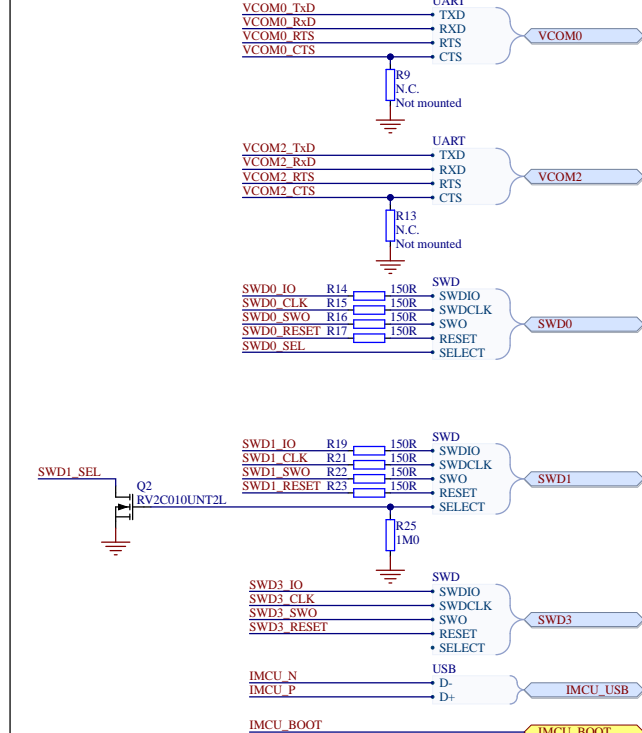 UART
VCOM0_TxD TXD
VCOM0_RxD RXD
VCOM0_RTS RTS VCOM0
VCOM0_CTS CTS
R9
N.C.
Not mounted
UART
VCOM2_TxD TXD
VCOM2_RxD RXD
VCOM2_RTS RTS VCOM2
VCOM2_CTS CTS
R13
N.C.
Not mounted
SWD
SWD0_IO R14 150R SWDIO
SWD0_CLK R15 150R SWDCLK
SWD0_SWO R16 150R SWO SWD0
SWD0_RESET R17 150R RESET
SWD0_SEL SELECT
SWD
SWD1_IO R19 150R SWDIO
SWD1_CLK R21 150R SWDCLK
SWD1_SWO R22 150R SWO SWD1
SWD1_RESET R23 150R RESET
SELECT
SWD1_SEL
Q2
RV2C010UNT2L
R25
1M0
SWD
SWD3_IO SWDIO
SWD3_CLK SWDCLK
SWD3_SWO SWO SWD3
SWD3_RESET RESET
SELECT
USB
IMCU_N D-
IMCU_P D+ IMCU_USB
IMCU_BOOT IMCU_BOOT